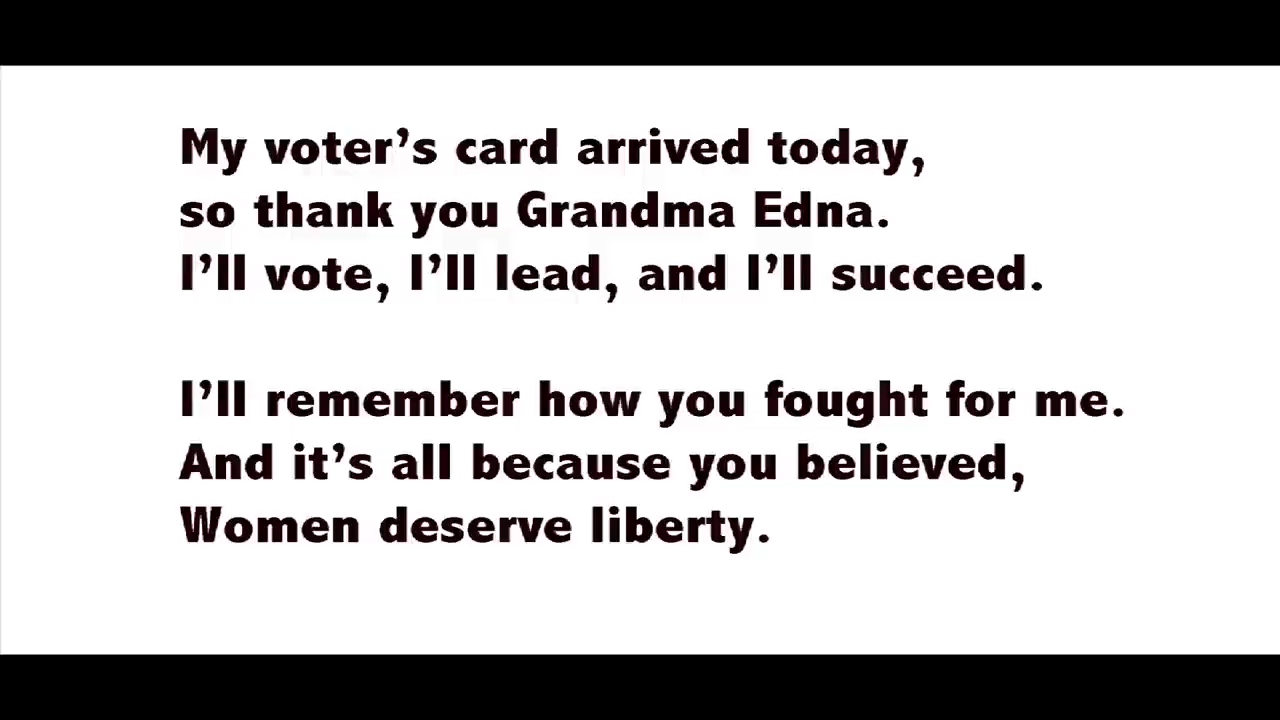 My voter’s card arrived today,
so thank you Grandma Edna.
I’ll vote, I’ll lead, and I’ll succeed.
I’ll remember how you fought for me.
And it’s all because you believed,
Women deserve liberty.